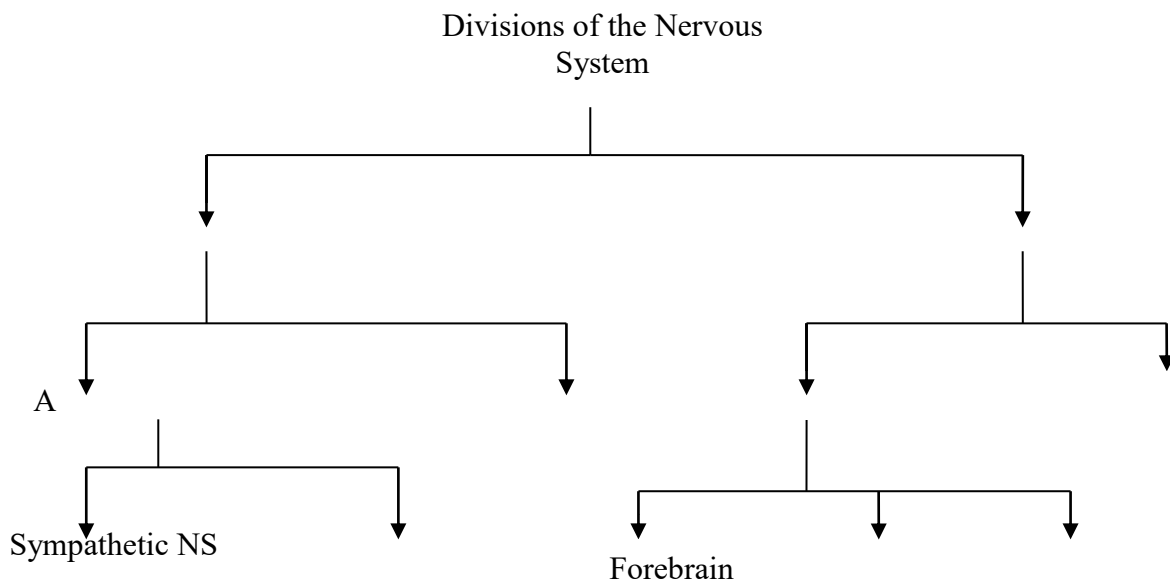 Divisions of the Nervous
System
A
Sympathetic NS
Forebrain